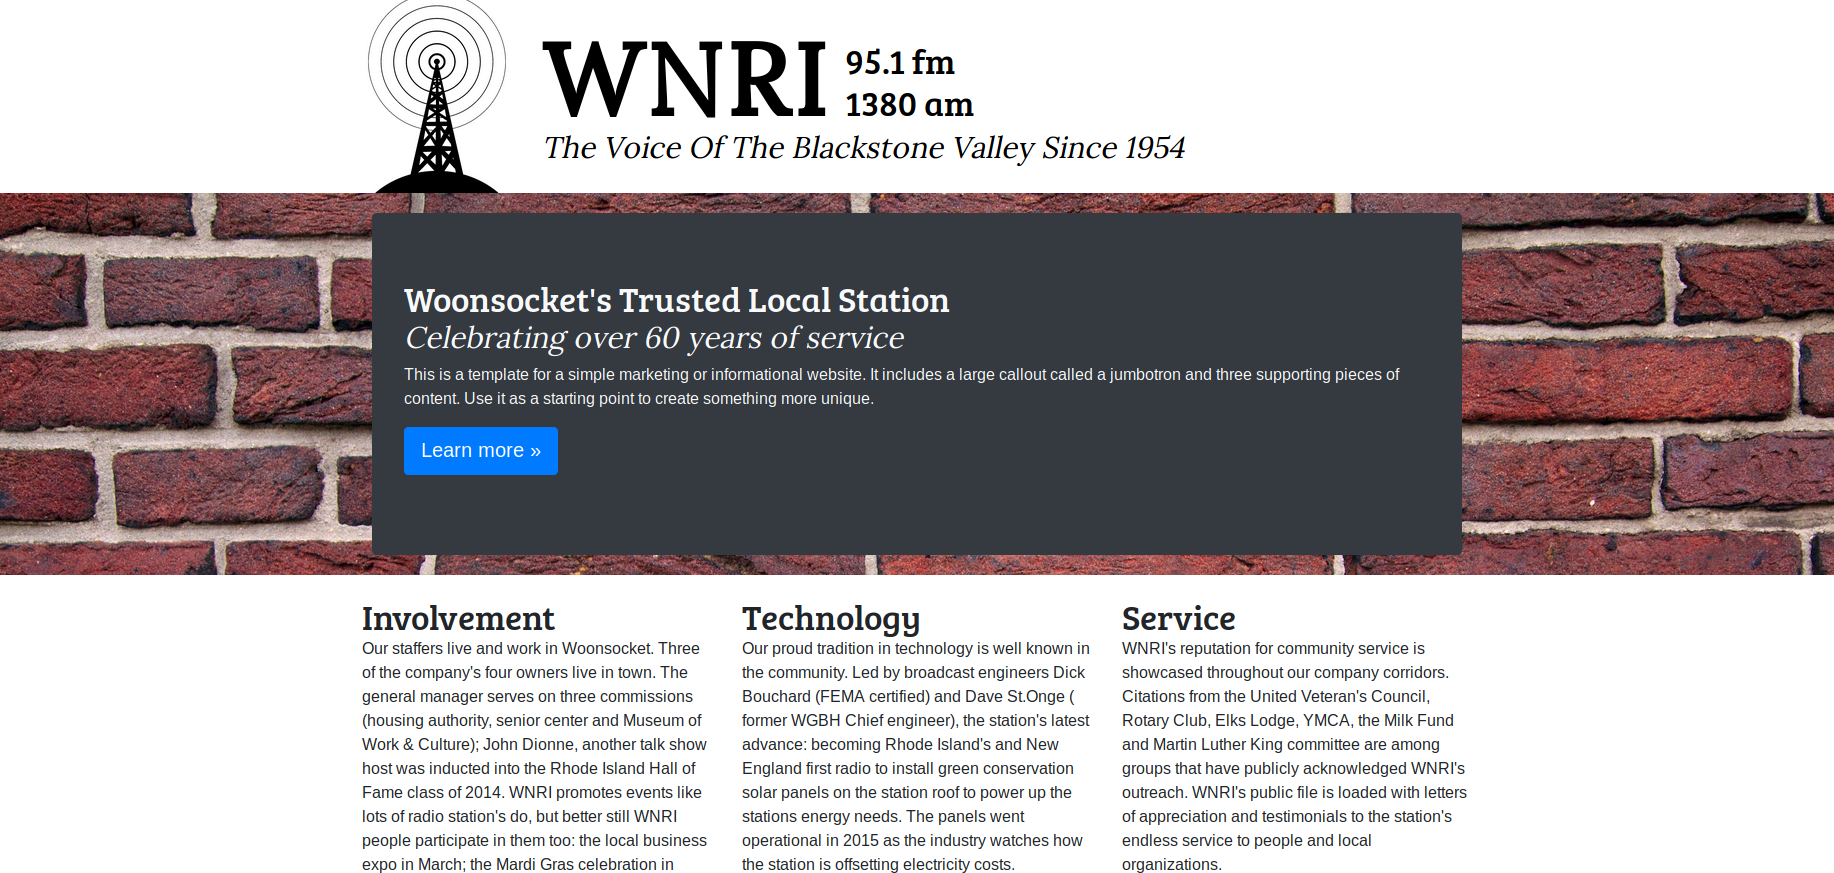 WNRI
95.1 fm
1380 am
The Voice Of The Blackstone Valley Since 1954
Woonsocket's Trusted Local Station
Celebrating over 60 years of service
This is a template for a simple marketing or informational website. It includes a large callout called a jumbotron and three supporting pieces of
content. Use it as a starting point to create something more unique.
Learn more »
Involvement
Our staffers live and work in Woonsocket. Three
of the company's four owners live in town. The
general manager serves on three commissions
(housing authority, senior center and Museum of
Work & Culture); John Dionne, another talk show
host was inducted into the Rhode Island Hall of
Fame class of 2014. WNRI promotes events like
lots of radio station's do, but better still WNRI
people participate in them too: the local business
expo in March; the Mardi Gras celebration in
Technology
Our proud tradition in technology is well known in
the community. Led by broadcast engineers Dick
Bouchard (FEMA certified) and Dave St.Onge (
former WGBH Chief engineer), the station's latest
advance: becoming Rhode Island's and New
England first radio to install green conservation
solar panels on the station roof to power up the
stations energy needs. The panels went
operational in 2015 as the industry watches how
the station is offsetting electricity costs.
Service
WNRI's reputation for community service is
showcased throughout our company corridors.
Citations from the United Veteran's Council,
Rotary Club, Elks Lodge, YMCA, the Milk Fund
and Martin Luther King committee are among
groups that have publicly acknowledged WNRI's
outreach. WNRI's public file is loaded with letters
of appreciation and testimonials to the station's
endless service to people and local
organizations.